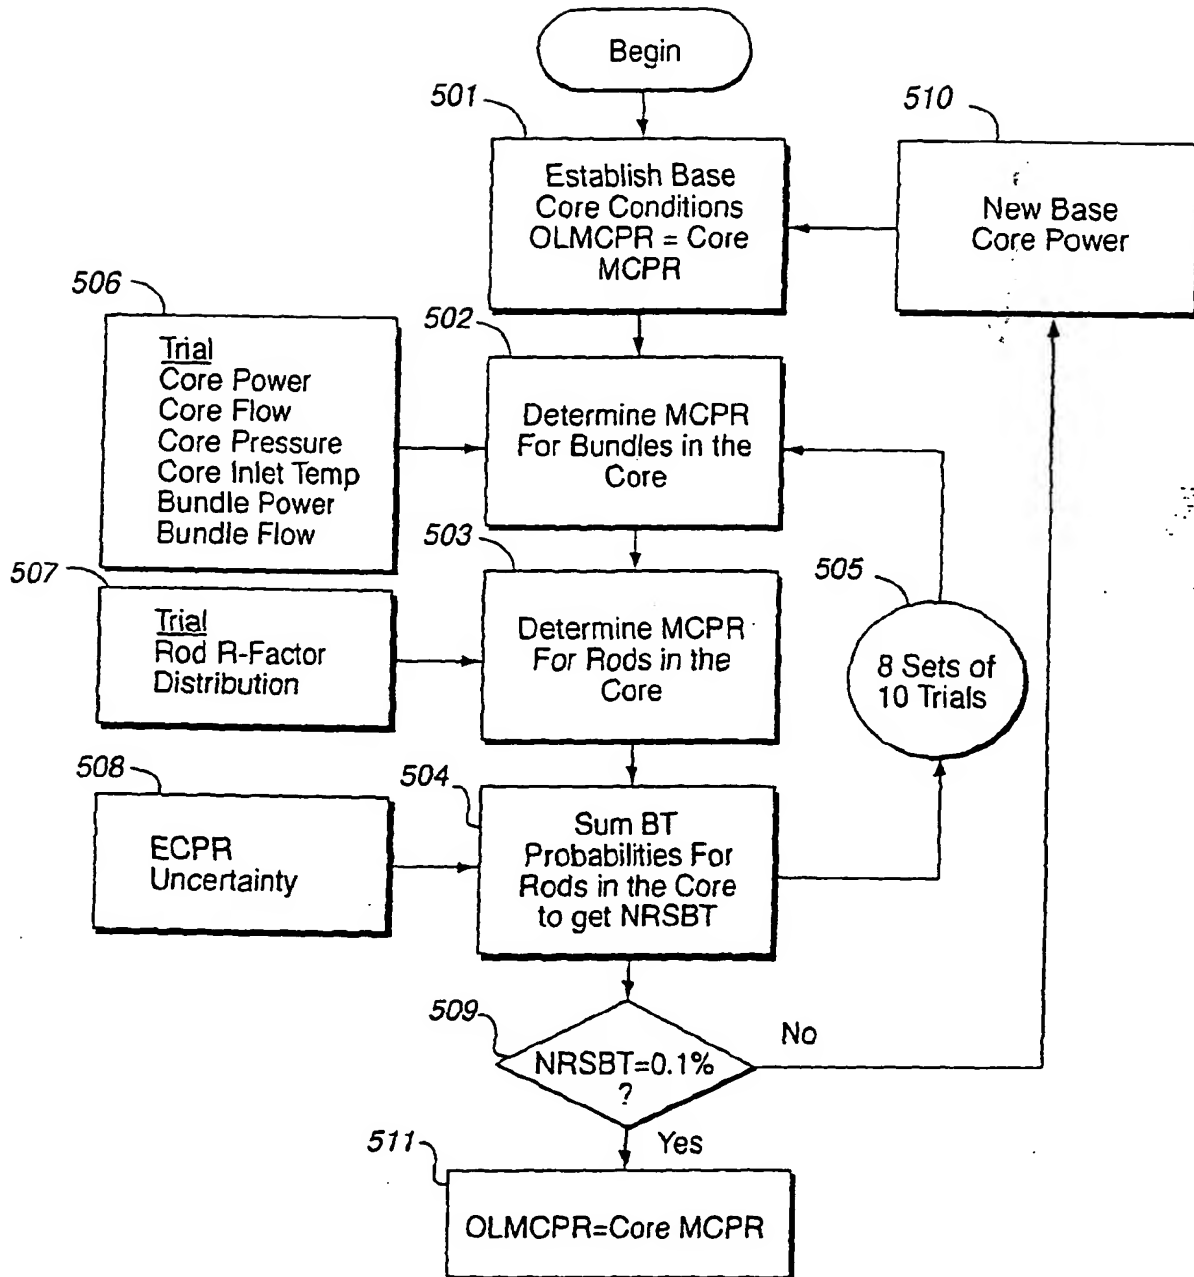 Begin
501
Establish Base
Core Conditions
OLMCPR = Core
MCPR
510
New Base
Core Power
506
Trial
Core Power
Core Flow
Core Pressure
Core Inlet Temp
Bundle Power
Bundle Flow
502
Determine MCPR
For Bundles in the
Core
507
Trial
Rod R-Factor
Distribution
503
Determine MCPR
For Rods in the
Core
505
8 Sets of
10 Trials
508
ECPR
Uncertainty
504
Sum BT
Probabilities For
Rods in the Core
to get NRSBT
509
NRSBT=0.1%
?
No
Yes
511
OLMCPR=Core MCPR